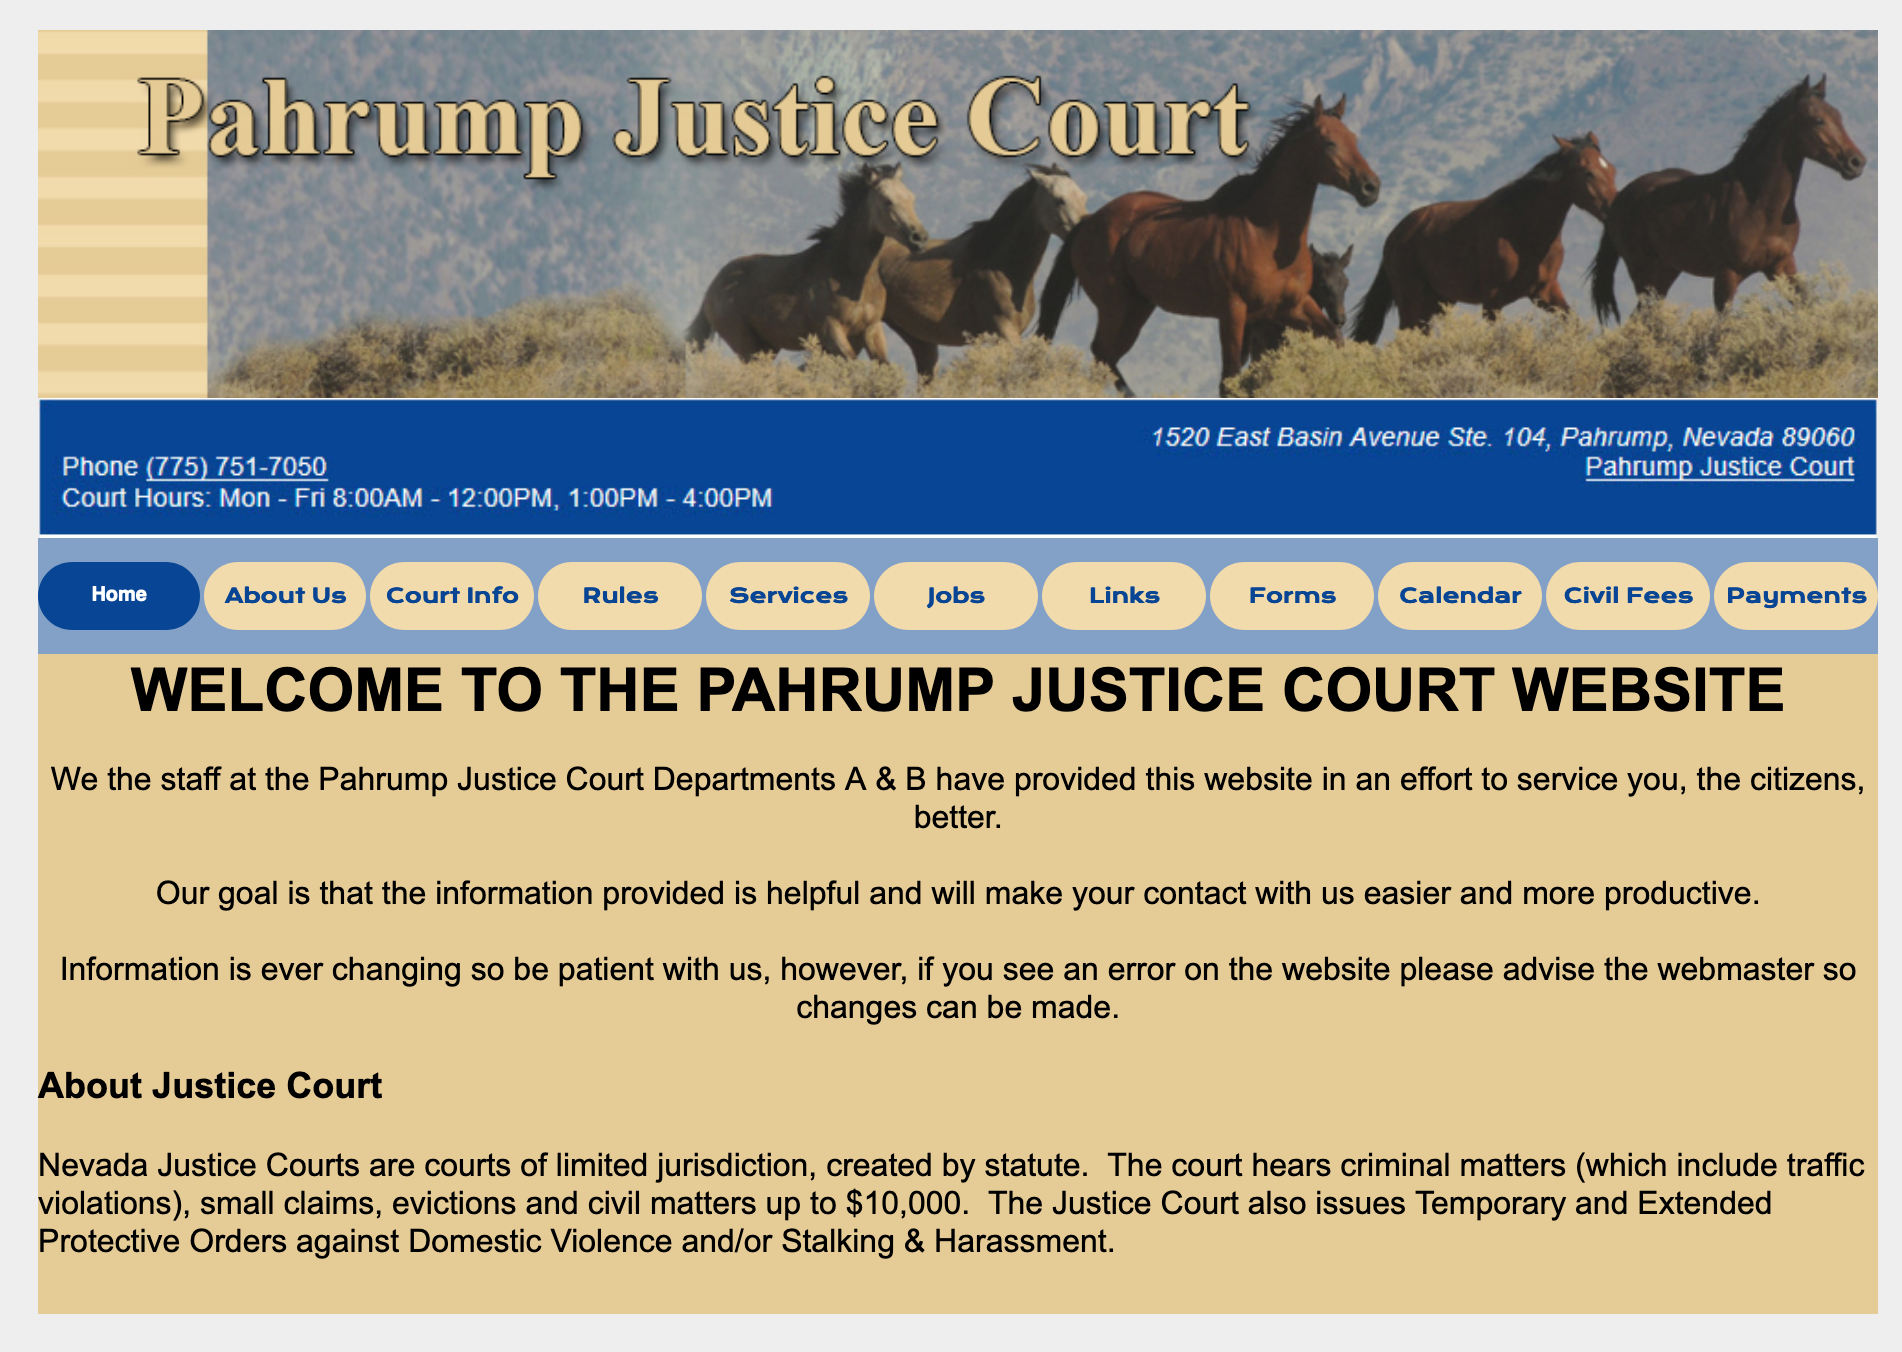 Pahrump Justice Court
1520 East Basin Avenue Ste. 104, Pahrump, Nevada 89060
Pahrump Justice Court
Phone (775) 751-7050
Court Hours: Mon - Fri 8:00AM - 12:00PM, 1:00PM - 4:00PM
Home About Us Court Info Rules Services Jobs Links Forms Calendar Civil Fees Payments
WELCOME TO THE PAHRUMP JUSTICE COURT WEBSITE
We the staff at the Pahrump Justice Court Departments A & B have provided this website in an effort to service you, the citizens,
better.
Our goal is that the information provided is helpful and will make your contact with us easier and more productive.
Information is ever changing so be patient with us, however, if you see an error on the website please advise the webmaster so
changes can be made.
About Justice Court
Nevada Justice Courts are courts of limited jurisdiction, created by statute.  The court hears criminal matters (which include traffic
violations), small claims, evictions and civil matters up to $10,000.  The Justice Court also issues Temporary and Extended
Protective Orders against Domestic Violence and/or Stalking & Harassment.